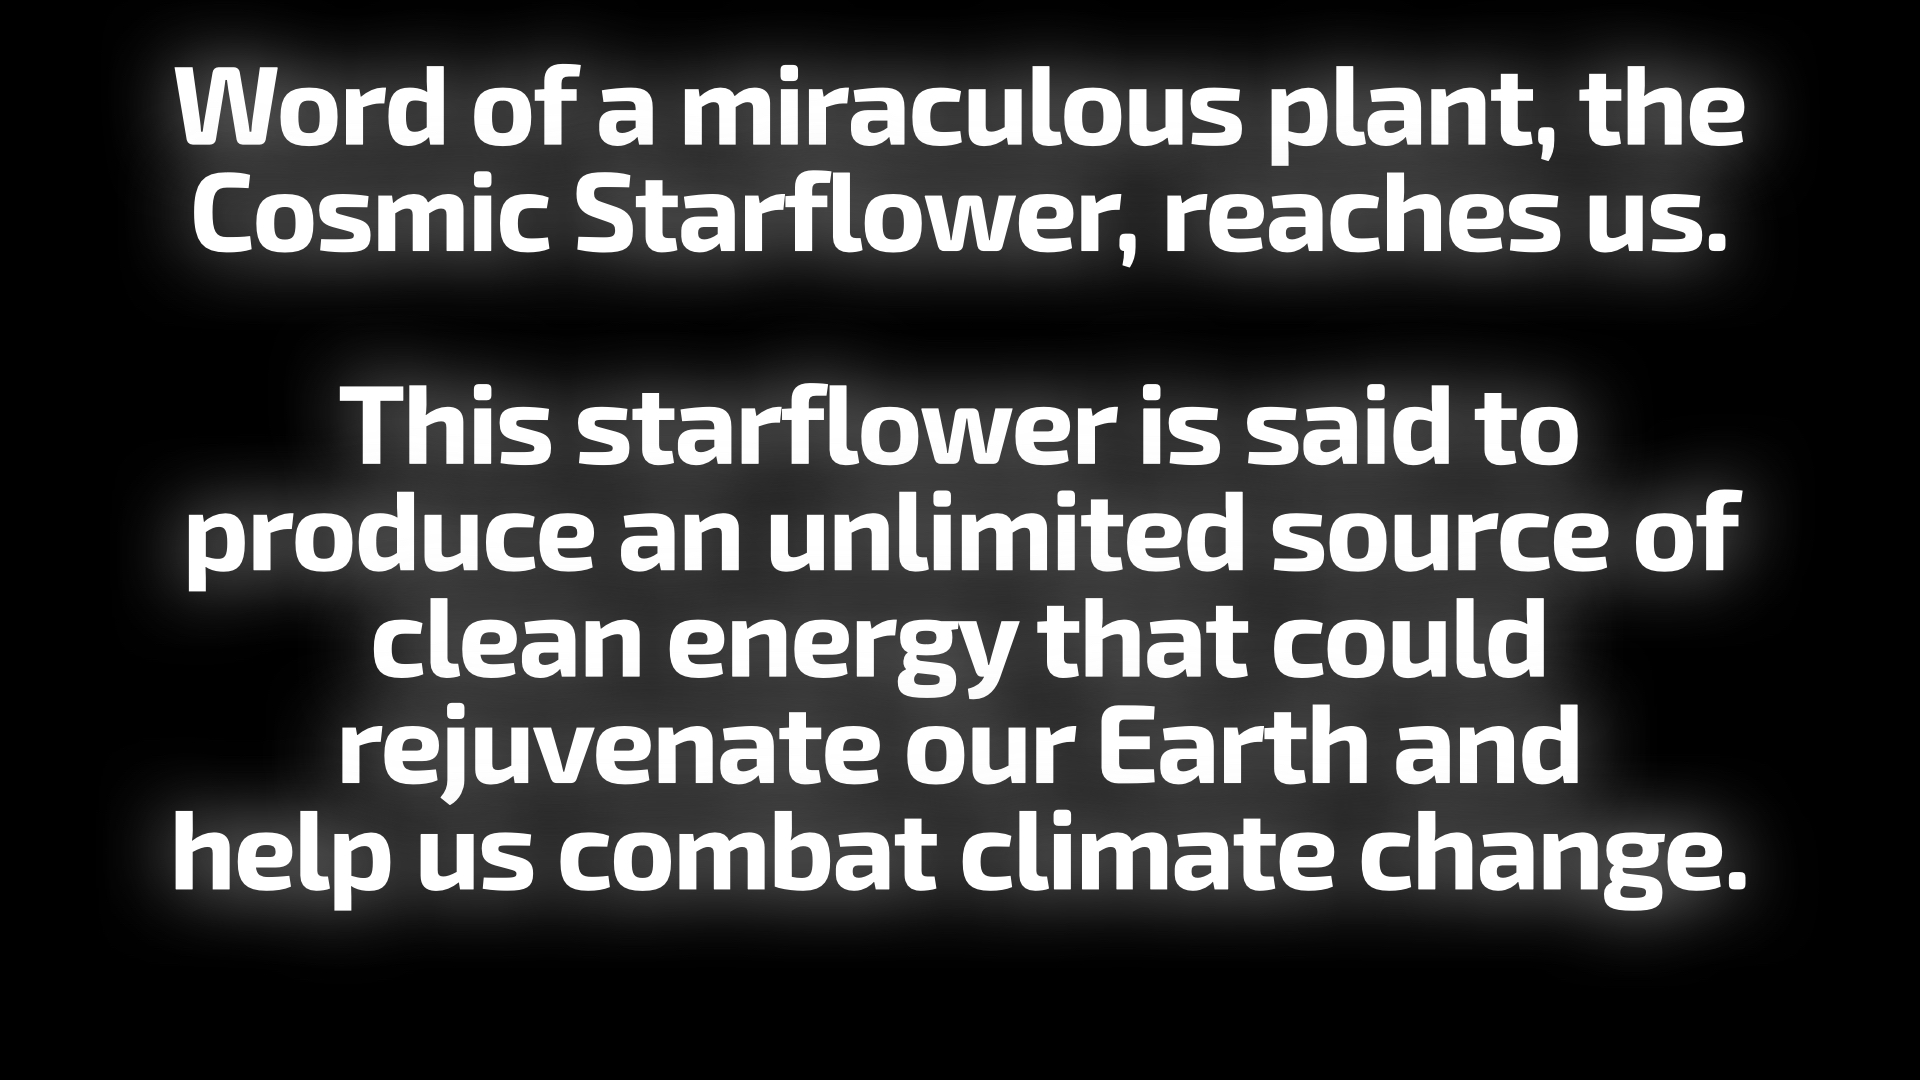 Word of a miraculous plant, the
Cosmic Starflower, reaches us.
This starflower is said to
produce an unlimited source of
clean energy that could
rejuvenate our Earth and
help us combat climate change.